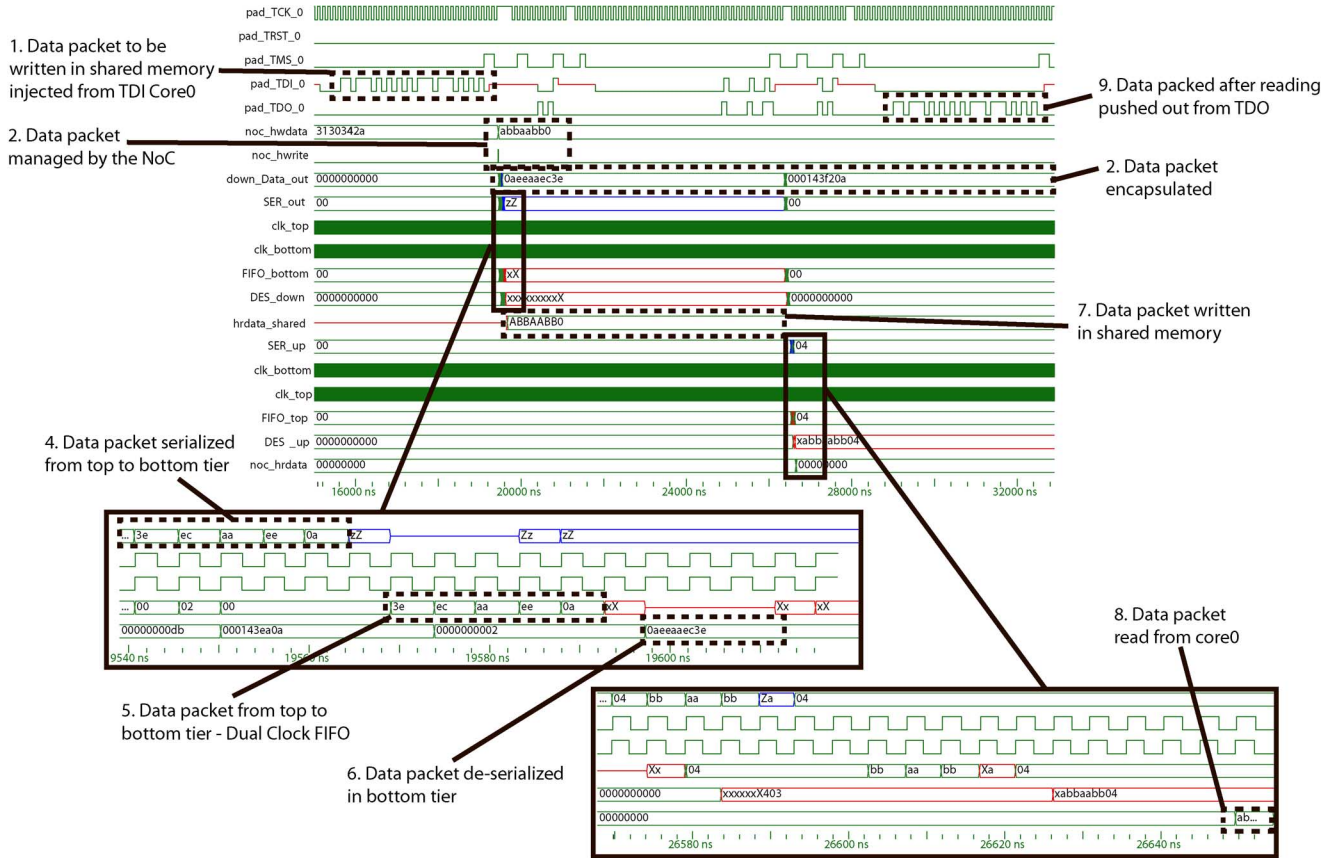 pad_TCK_0
pad_TRST_0
pad_TMS_0
pad_TDI_0
pad_TDO_0
noc_hwdata 3130342a abbaabb0
noc_hwrite
down_Data_out 0000000000 0aeeaaec3e 000143f20a
SER_out 00 zZ 00
clk_top
clk_bottom
FIFO_bottom 00 xX 00
DES_down 0000000000 xxxxxxxxxX 0000000000
hrdata_shared ABBAABB0
SER_up 00 04
clk_bottom
clk_top
FIFO_top 00 04
DES _up 0000000000 xabbaabb04
noc_hrdata 00000000 00000000
16000 ns 20000 ns 24000 ns 28000 ns 32000 ns
1. Data packet to be
written in shared memory
injected from TDI Core0
2. Data packet
managed by the NoC
9. Data packed after reading
pushed out from TDO
2. Data packet
encapsulated
7. Data packet written
in shared memory
4. Data packet serialized
from top to bottom tier
... 3e ec aa ee 0a zZ Zz zZ
... 00 02 00 3e ec aa ee 0a xX Xx xX
00000000db 000143ea0a 0000000002 0aeeaaec3e
9540 ns 19560 ns 19580 ns 19600 ns
5. Data packet from top to
bottom tier - Dual Clock FIFO
6. Data packet de-serialized
in bottom tier
8. Data packet
read from core0
... 04 bb aa bb Za 04
Xx 04 bb aa bb Xa 04
0000000000 xxxxxxX403 xabbaabb04
00000000 ab...
26580 ns 26600 ns 26620 ns 26640 ns